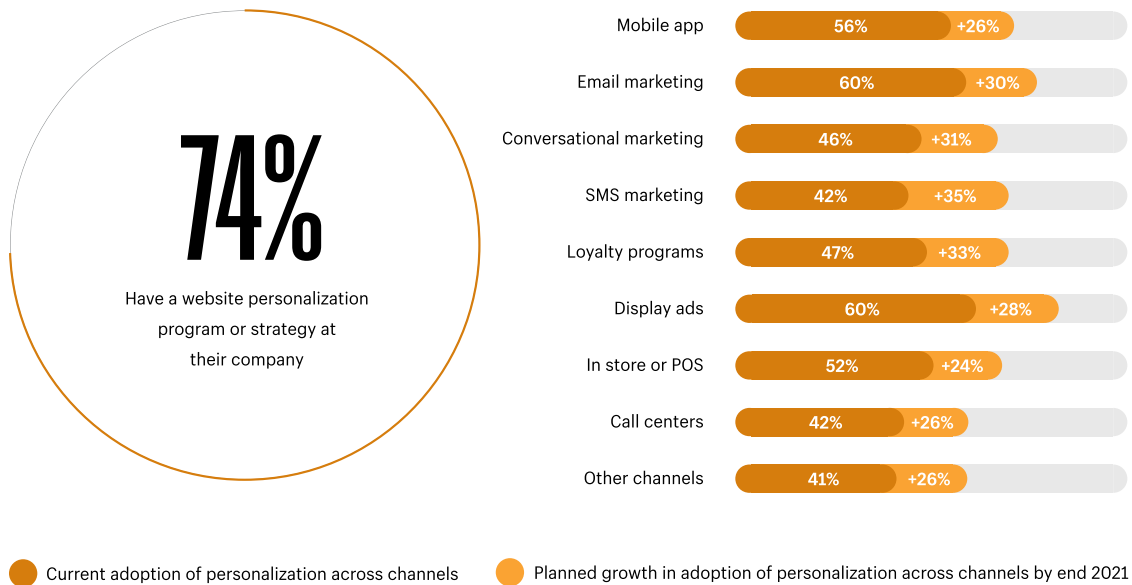 74%
Have a website personalization
program or strategy at
their company
Mobile app 56% +26%
Email marketing 60% +30%
Conversational marketing 46% +31%
SMS marketing 42% +35%
Loyalty programs 47% +33%
Display ads 60% +28%
In store or POS 52% +24%
Call centers 42% +26%
Other channels 41% +26%
Current adoption of personalization across channels
Planned growth in adoption of personalization across channels by end 2021